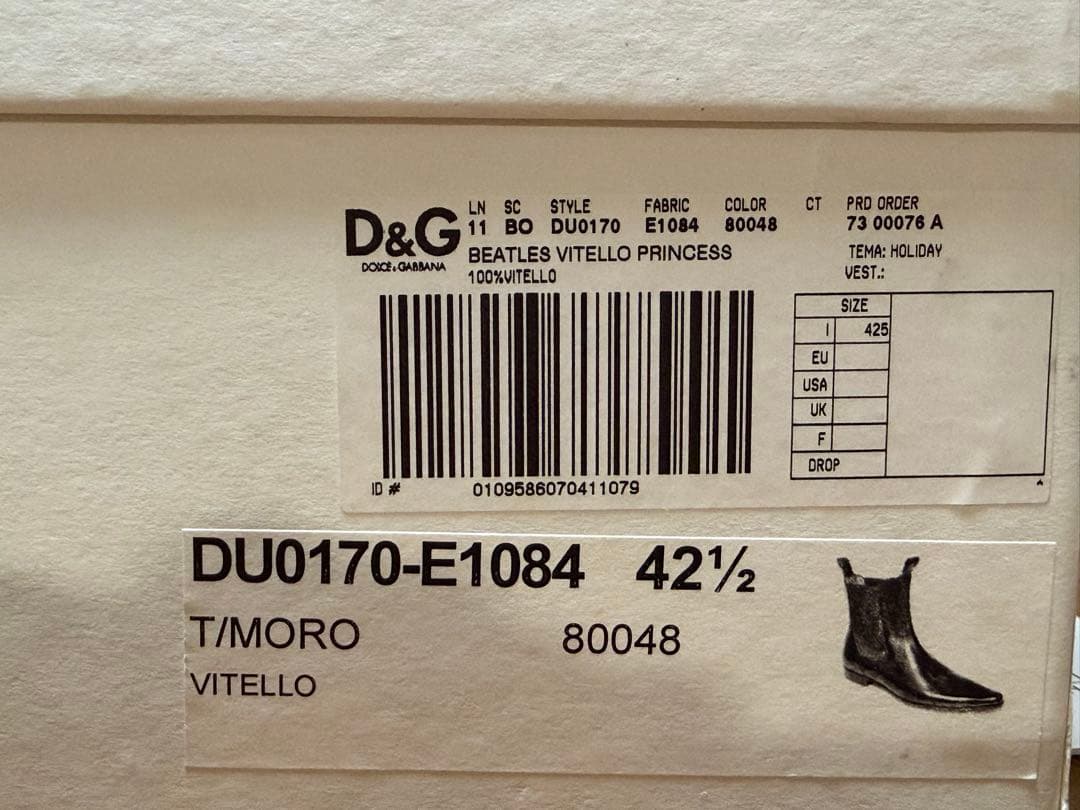 D&G
DOLCE & GABBANA
LN SC STYLE FABRIC COLOR CT PRD ORDER
11 BO DU0170 E1084 80048 73 00076 A
BEATLES VITELLO PRINCESS
100%VITELLO
TEMA: HOLIDAY
VEST.:
SIZE
I 425
EU
USA
UK
F
DROP
ID # 0109586070411079
DU0170-E1084 42½
T/MORO 80048
VITELLO